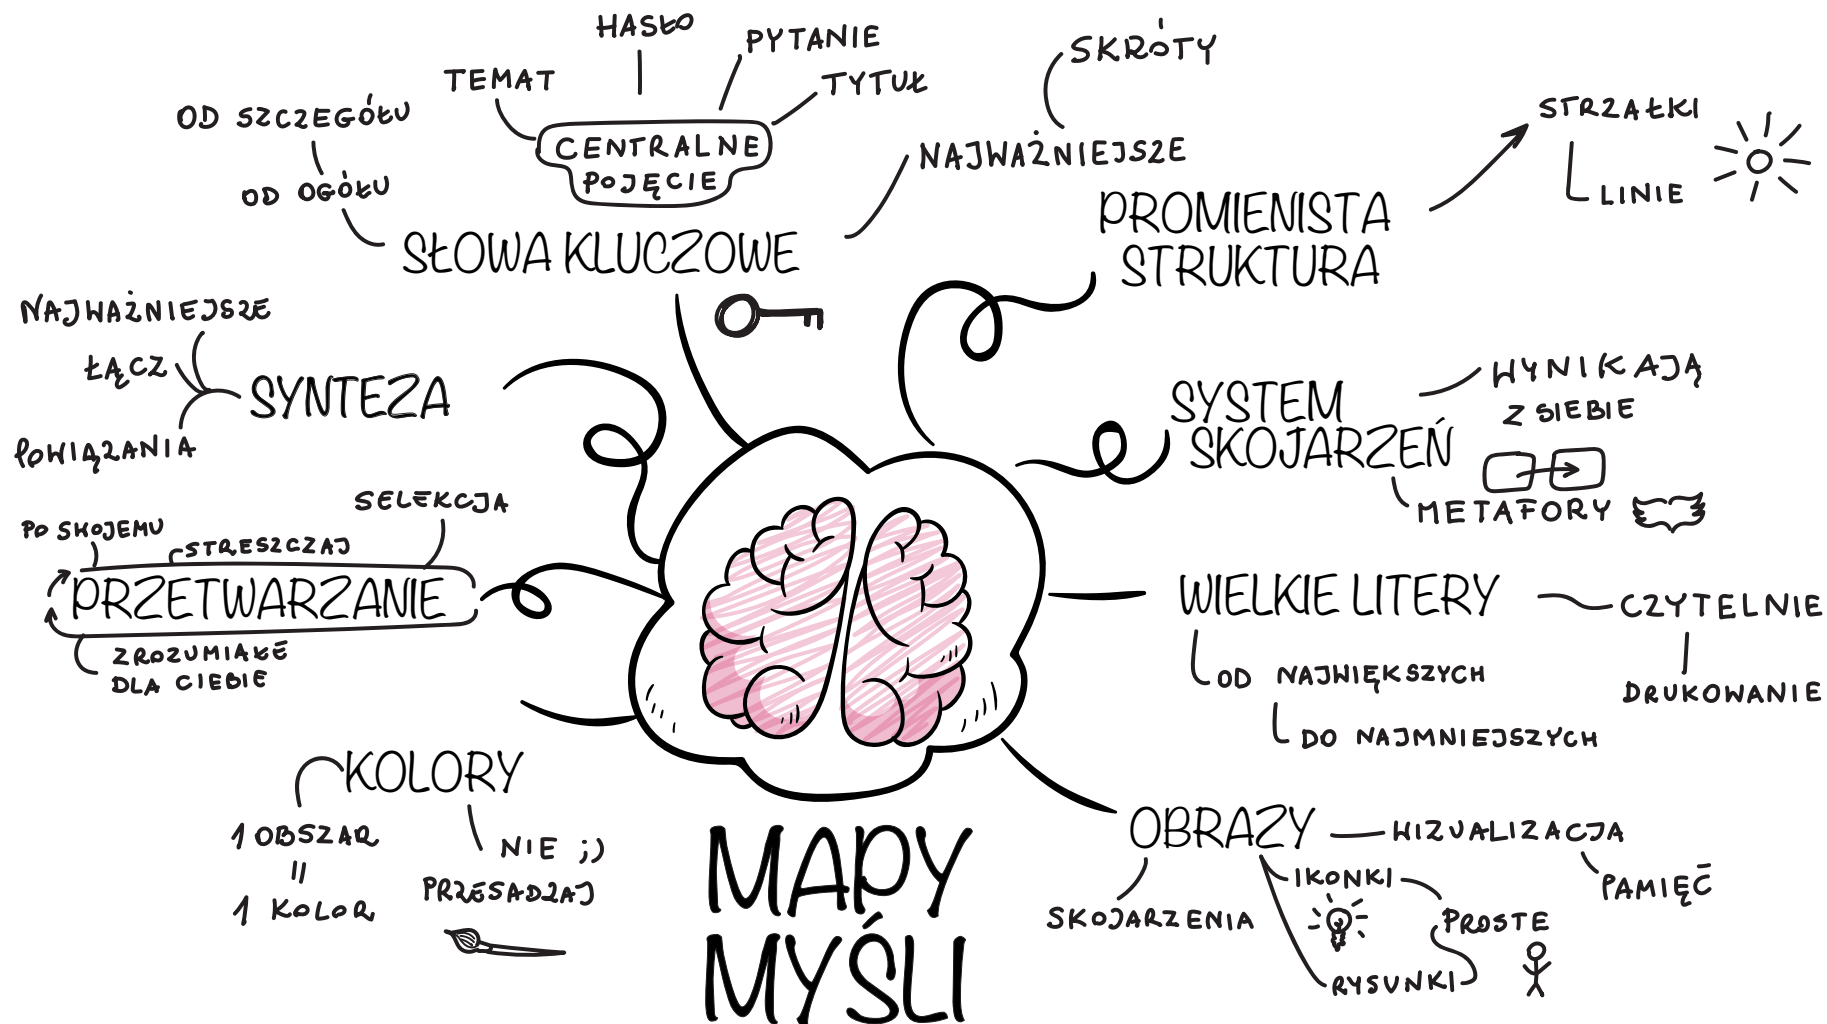 HASŁO
PYTANIE
TEMAT
TYTUŁ
CENTRALNE
POJĘCIE
OD SZCZEGÓŁU
OD OGÓŁU
SŁOWA KLUCZOWE
SKRÓTY
NAJWAŻNIEJSZE
PROMIENISTA
STRUKTURA
STRZAŁKI
LINIE
NAJWAŻNIEJSZE
ŁĄCZ
POWIĄZANIA
SYNTEZA
SYSTEM
SKOJARZEŃ
WYNIKAJĄ
Z SIEBIE
METAFORY
SELEKCJA
PO SWOJEMU
STRESZCZAJ
PRZETWARZANIE
ZROZUMIAŁE
DLA CIEBIE
WIELKIE LITERY
CZYTELNIE
DRUKOWANIE
OD NAJWIĘKSZYCH
DO NAJMNIEJSZYCH
KOLORY
1 OBSZAR
=
1 KOLOR
NIE ;)
PRZESADZAJ
OBRAZY
WIZUALIZACJA
PAMIĘĆ
IKONKI
SKOJARZENIA
PROSTE
RYSUNKI
MAPY
MYŚLI